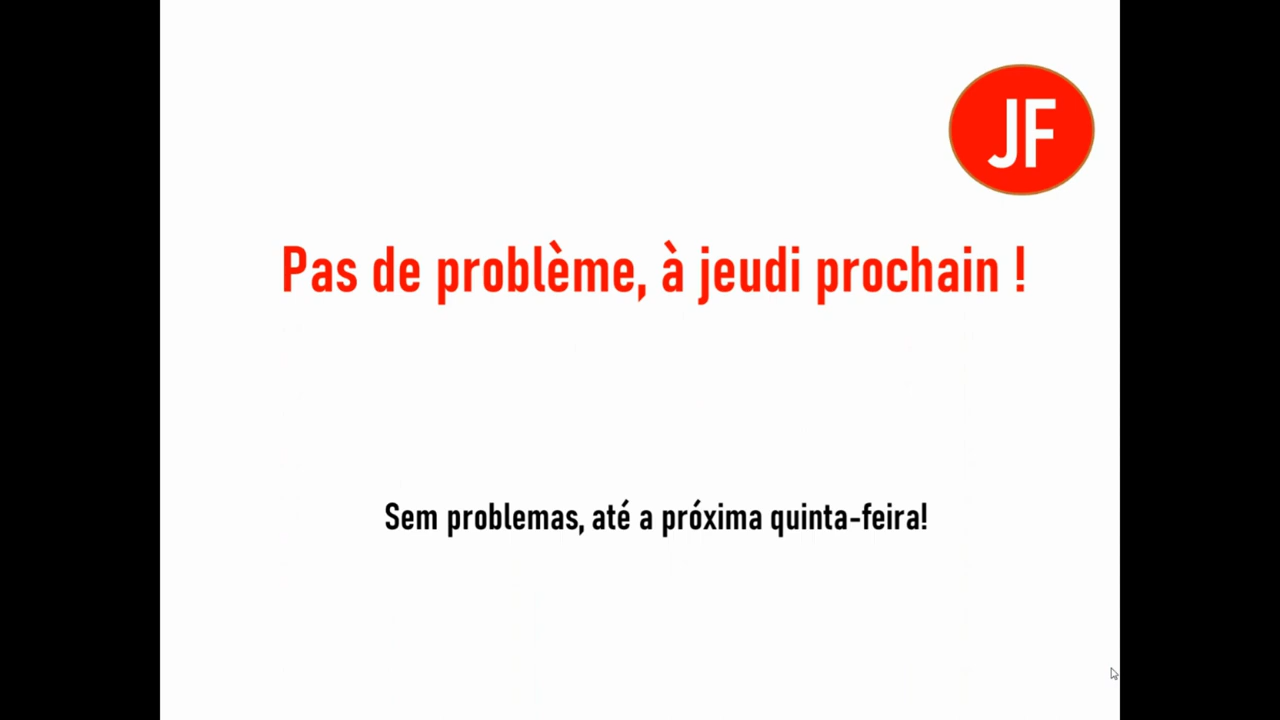 JF
Pas de problème, à jeudi prochain !
Sem problemas, até a próxima quinta-feira!